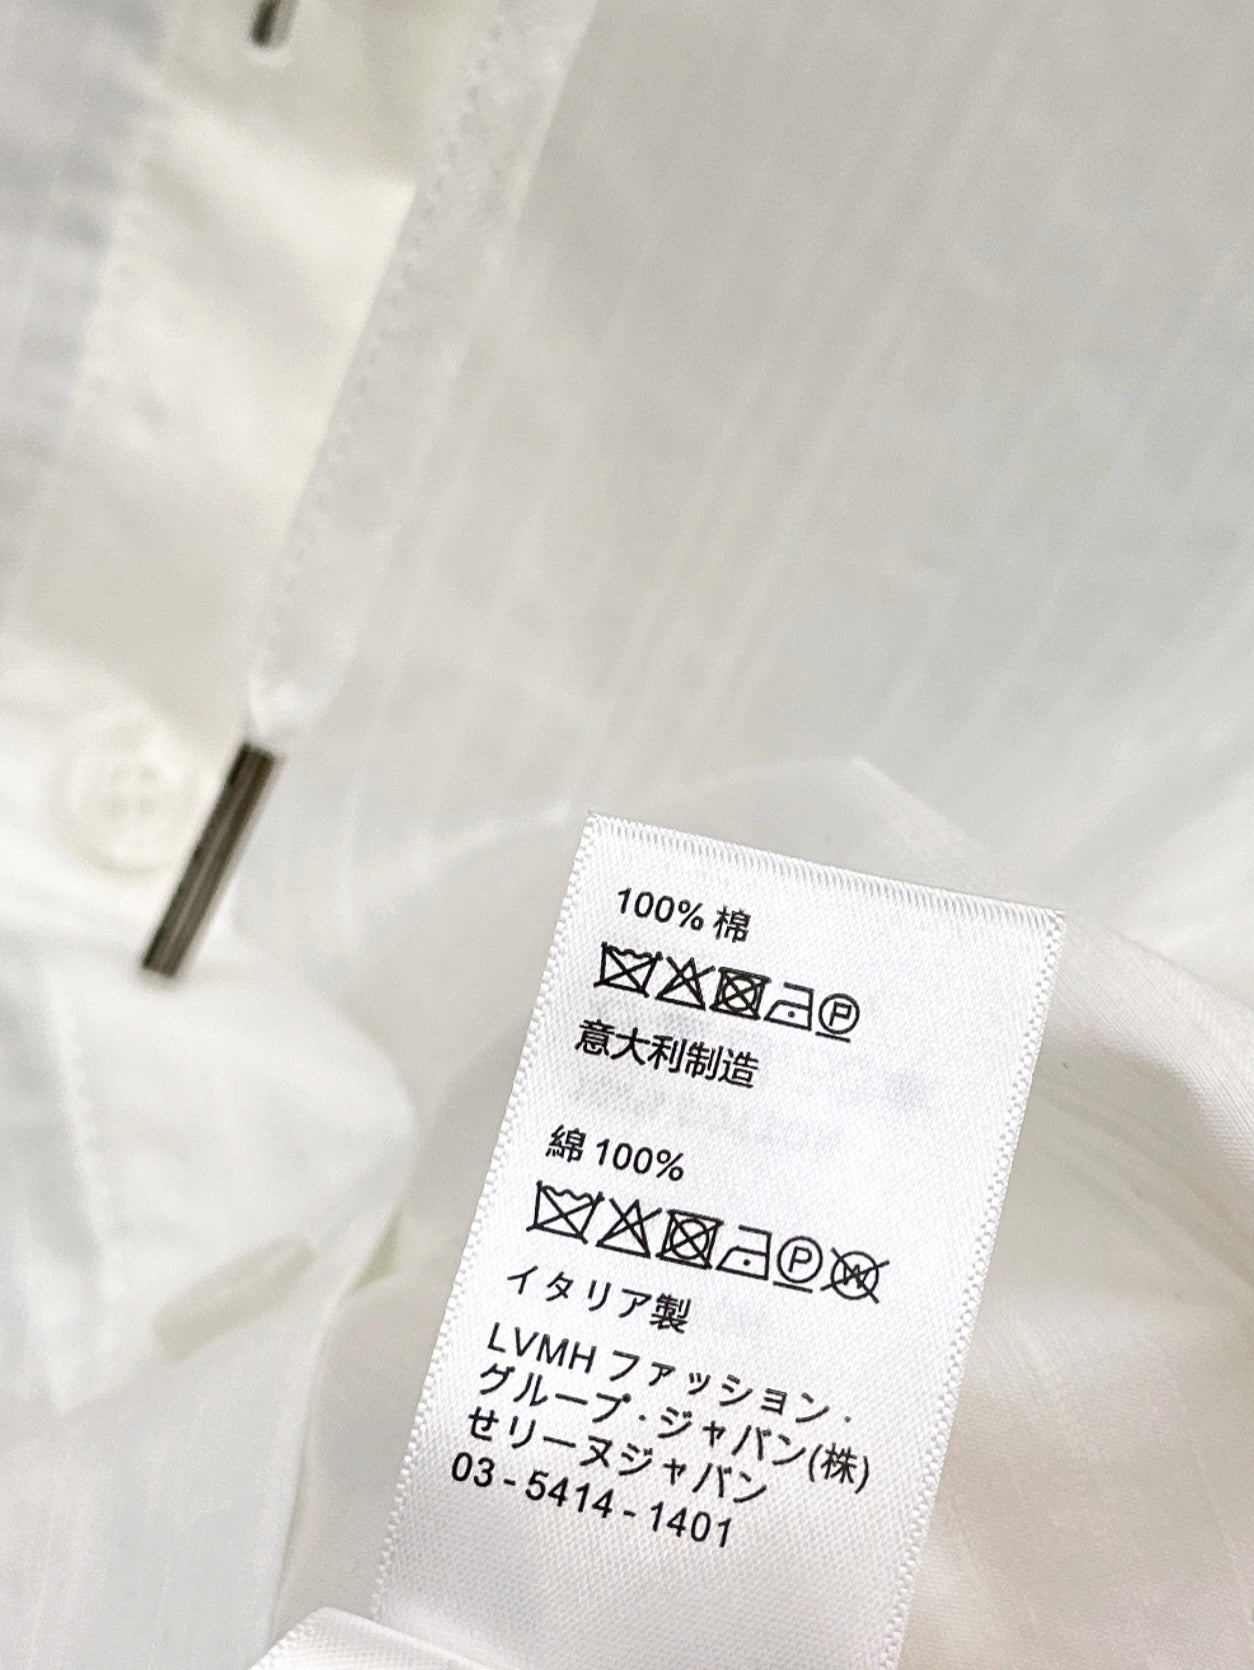 100% 棉
P
意大利制造
綿 100%
P W
イタリア製
LVMH ファッション・
グループ・ジャパン(株)
せリーヌジャパン
03-5414-1401